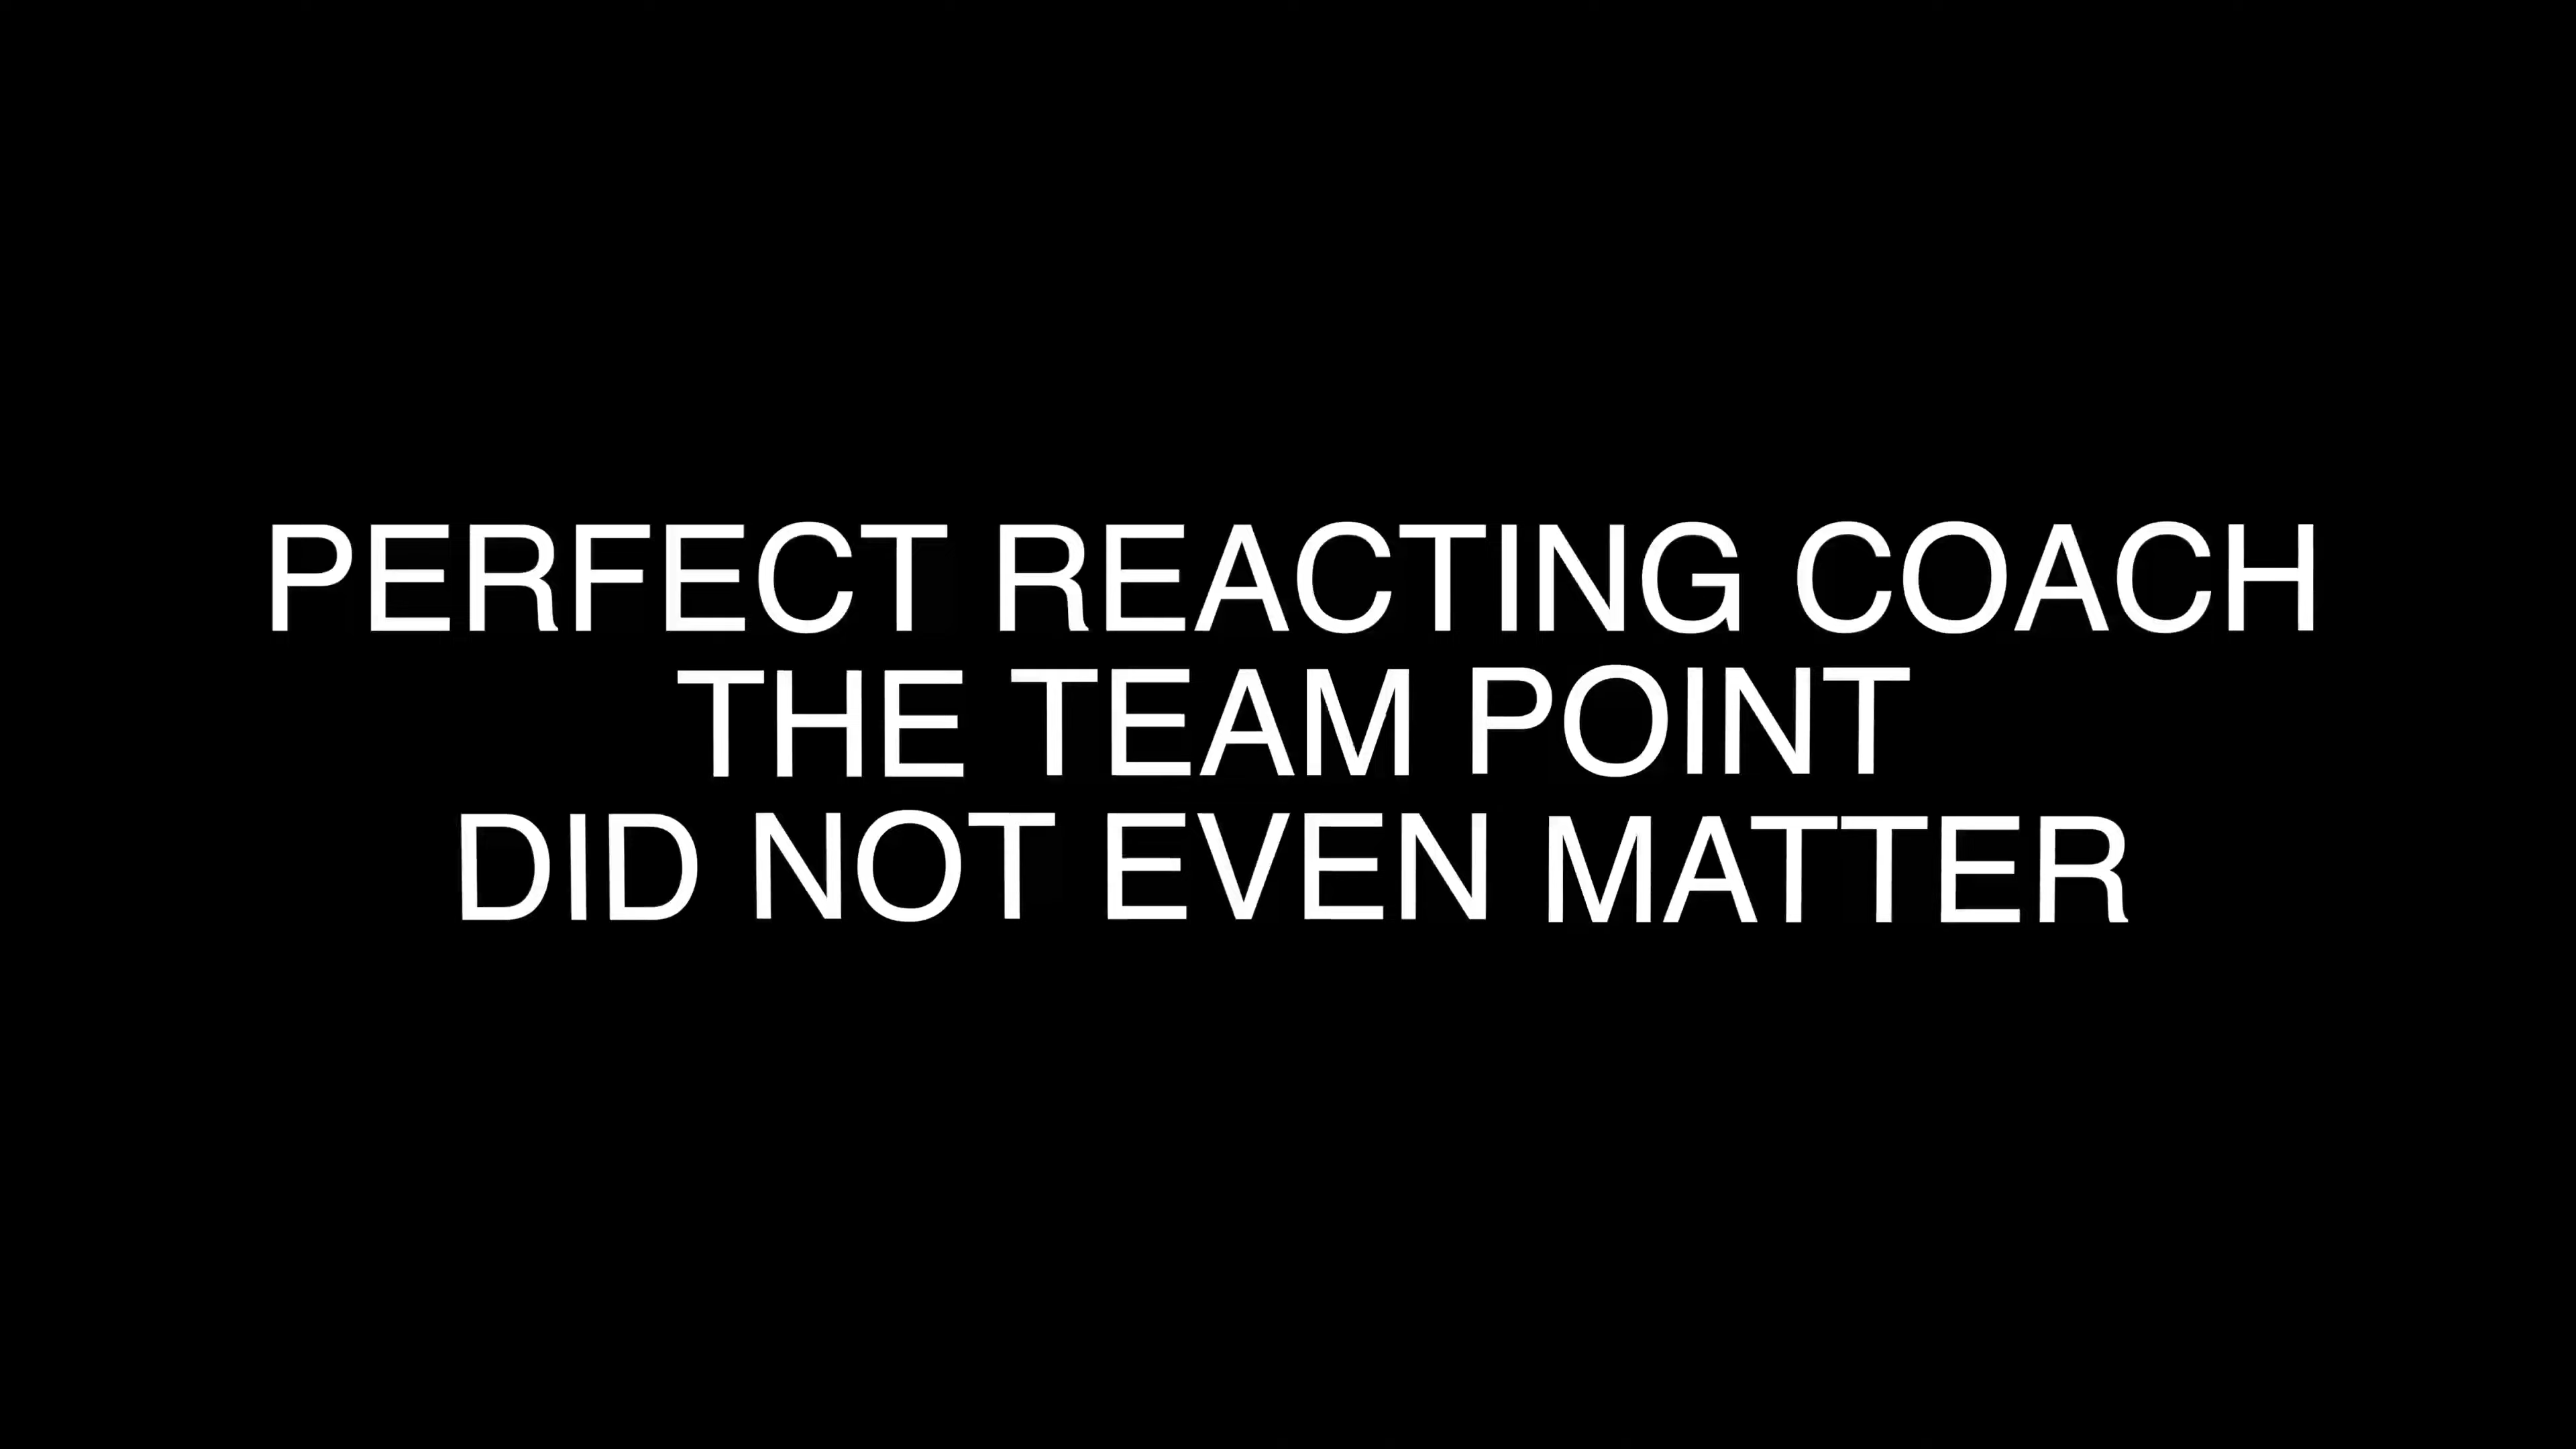 PERFECT REACTING COACH
THE TEAM POINT
DID NOT EVEN MATTER